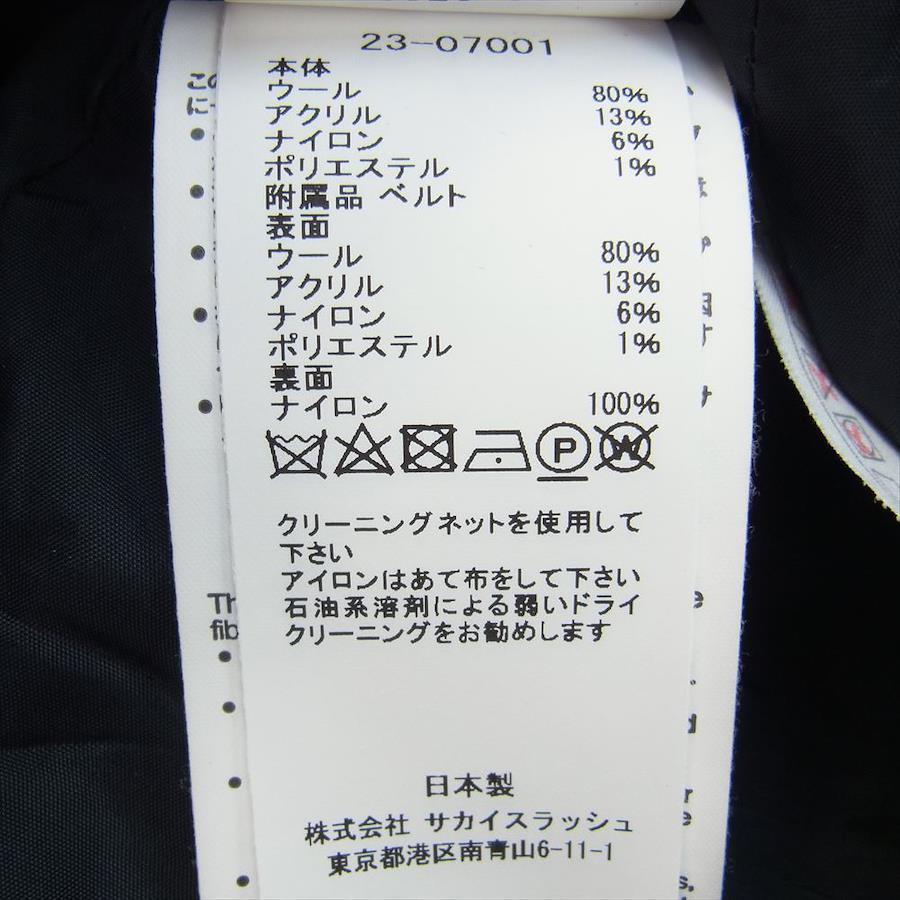 23-07001
本体
ウール 80%
アクリル 13%
ナイロン 6%
ポリエステル 1%
附属品 ベルト
表面
ウール 80%
アクリル 13%
ナイロン 6%
ポリエステル 1%
裏面
ナイロン 100%
P W
クリーニングネットを使用して
下さい
アイロンはあて布をして下さい
石油系溶剤による弱いドライ
クリーニングをお勧めします
日本製
株式会社 サカイスラッシュ
東京都港区南青山6-11-1